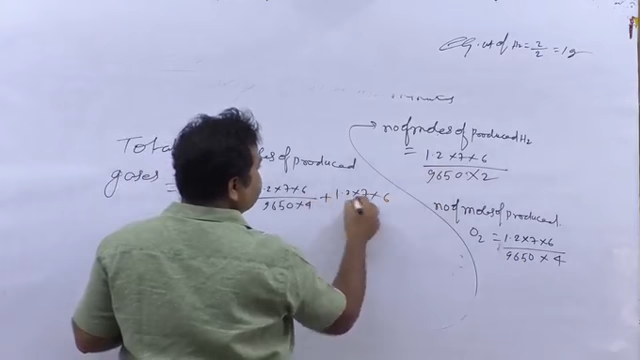 Eq. wt of H₂ = 2/2 = 1g
no of moles of produced H₂
= 1.2×7×6 / 9650×2
no of moles of produced
O₂ = 1.2×7×6 / 9650×4
of produced
gases = .2×7×6 / 9650×4 + 1.2×7×6